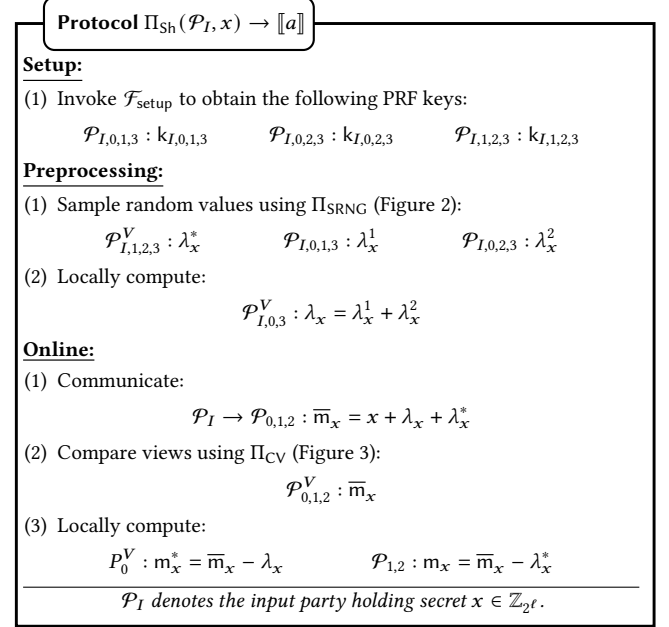 Protocol Π_Sh(𝒫_I, x) → ⟦a⟧
Setup:
(1) Invoke ℱ_setup to obtain the following PRF keys:
𝒫_{I,0,1,3} : k_{I,0,1,3} 𝒫_{I,0,2,3} : k_{I,0,2,3} 𝒫_{I,1,2,3} : k_{I,1,2,3}
Preprocessing:
(1) Sample random values using Π_SRNG (Figure 2):
𝒫^V_{I,1,2,3} : λ^*_x 𝒫_{I,0,1,3} : λ^1_x 𝒫_{I,0,2,3} : λ^2_x
(2) Locally compute:
𝒫^V_{I,0,3} : λ_x = λ^1_x + λ^2_x
Online:
(1) Communicate:
𝒫_I → 𝒫_{0,1,2} : m̅_x = x + λ_x + λ^*_x
(2) Compare views using Π_CV (Figure 3):
𝒫^V_{0,1,2} : m̅_x
(3) Locally compute:
P^V_0 : m^*_x = m̅_x − λ_x 𝒫_{1,2} : m_x = m̅_x − λ^*_x
𝒫_I denotes the input party holding secret x ∈ ℤ_{2^ℓ}.